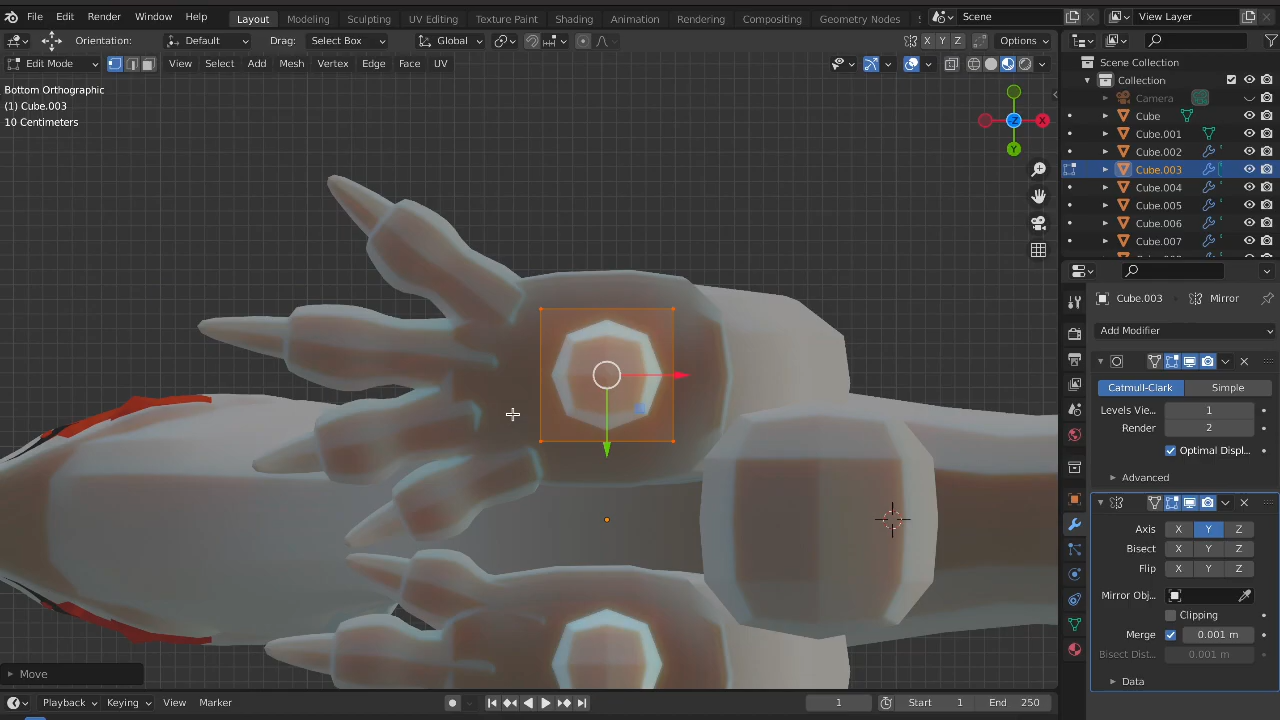 File Edit Render Window Help Layout Modeling Sculpting UV Editing Texture Paint Shading Animation Rendering Compositing Geometry Nodes Scene View Layer
Orientation: Default Drag: Select Box Global X Y Z Options
Edit Mode View Select Add Mesh Vertex Edge Face UV
Bottom Orthographic
(1) Cube.003
10 Centimeters
Z
X
Y
Move
Playback Keying View Marker 1 Start 1 End 250
Scene Collection
Collection
Camera
Cube
Cube.001
Cube.002
Cube.003
Cube.004
Cube.005
Cube.006
Cube.007
Cube.003 Mirror
Add Modifier
Catmull-Clark Simple
Levels Vie... 1
Render 2
Optimal Displ...
Advanced
Axis X Y Z
Bisect X Y Z
Flip X Y Z
Mirror Obj...
Clipping
Merge 0.001 m
Bisect Dist... 0.001 m
Data